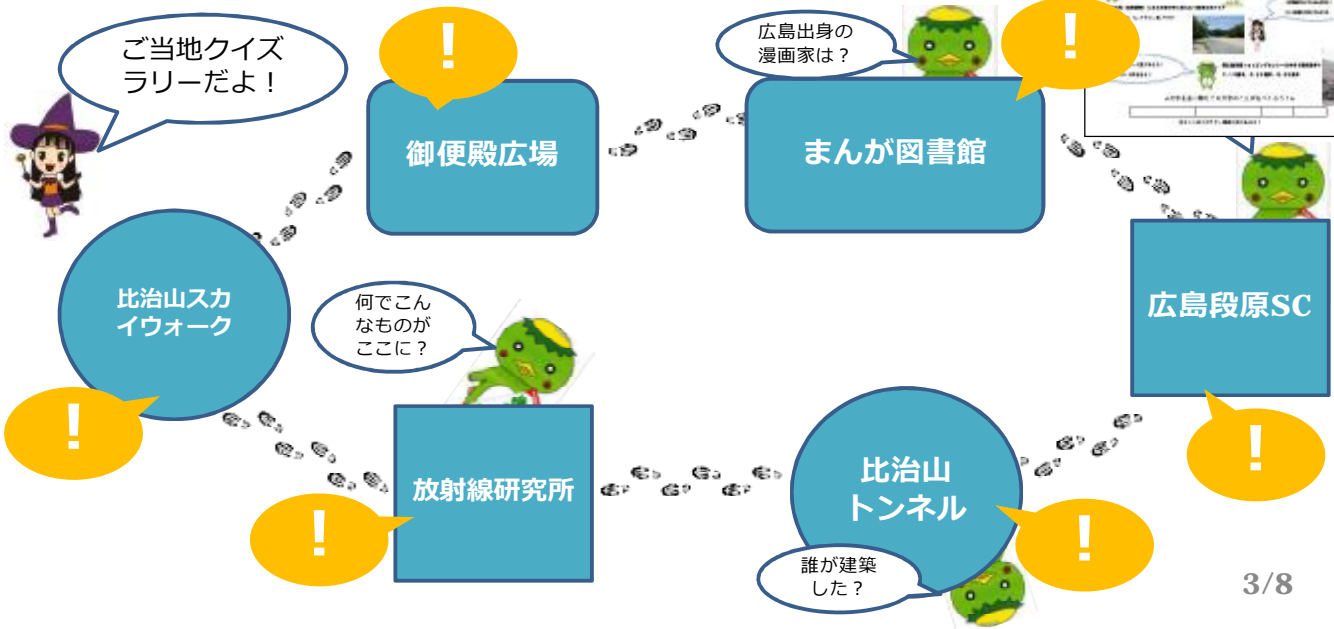 ご当地クイズ
ラリーだよ！
！
御便殿広場
広島出身の
漫画家は？
！
まんが図書館
比治山スカ
イウォーク
！
何でこん
なものが
ここに？
広島段原SC
！
放射線研究所
！
比治山
トンネル
！
誰が建築
した？
3/8